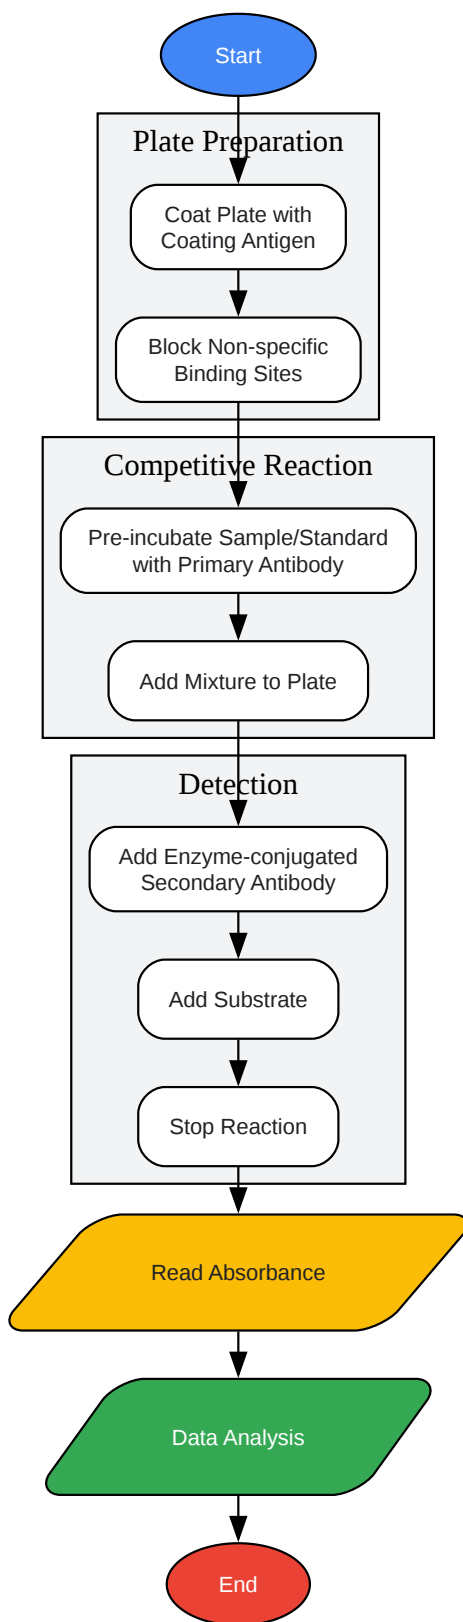 Start
Plate Preparation
Coat Plate with
Coating Antigen
Block Non-specific
Binding Sites
Competitive Reaction
Pre-incubate Sample/Standard
with Primary Antibody
Add Mixture to Plate
Detection
Add Enzyme-conjugated
Secondary Antibody
Add Substrate
Stop Reaction
Read Absorbance
Data Analysis
End